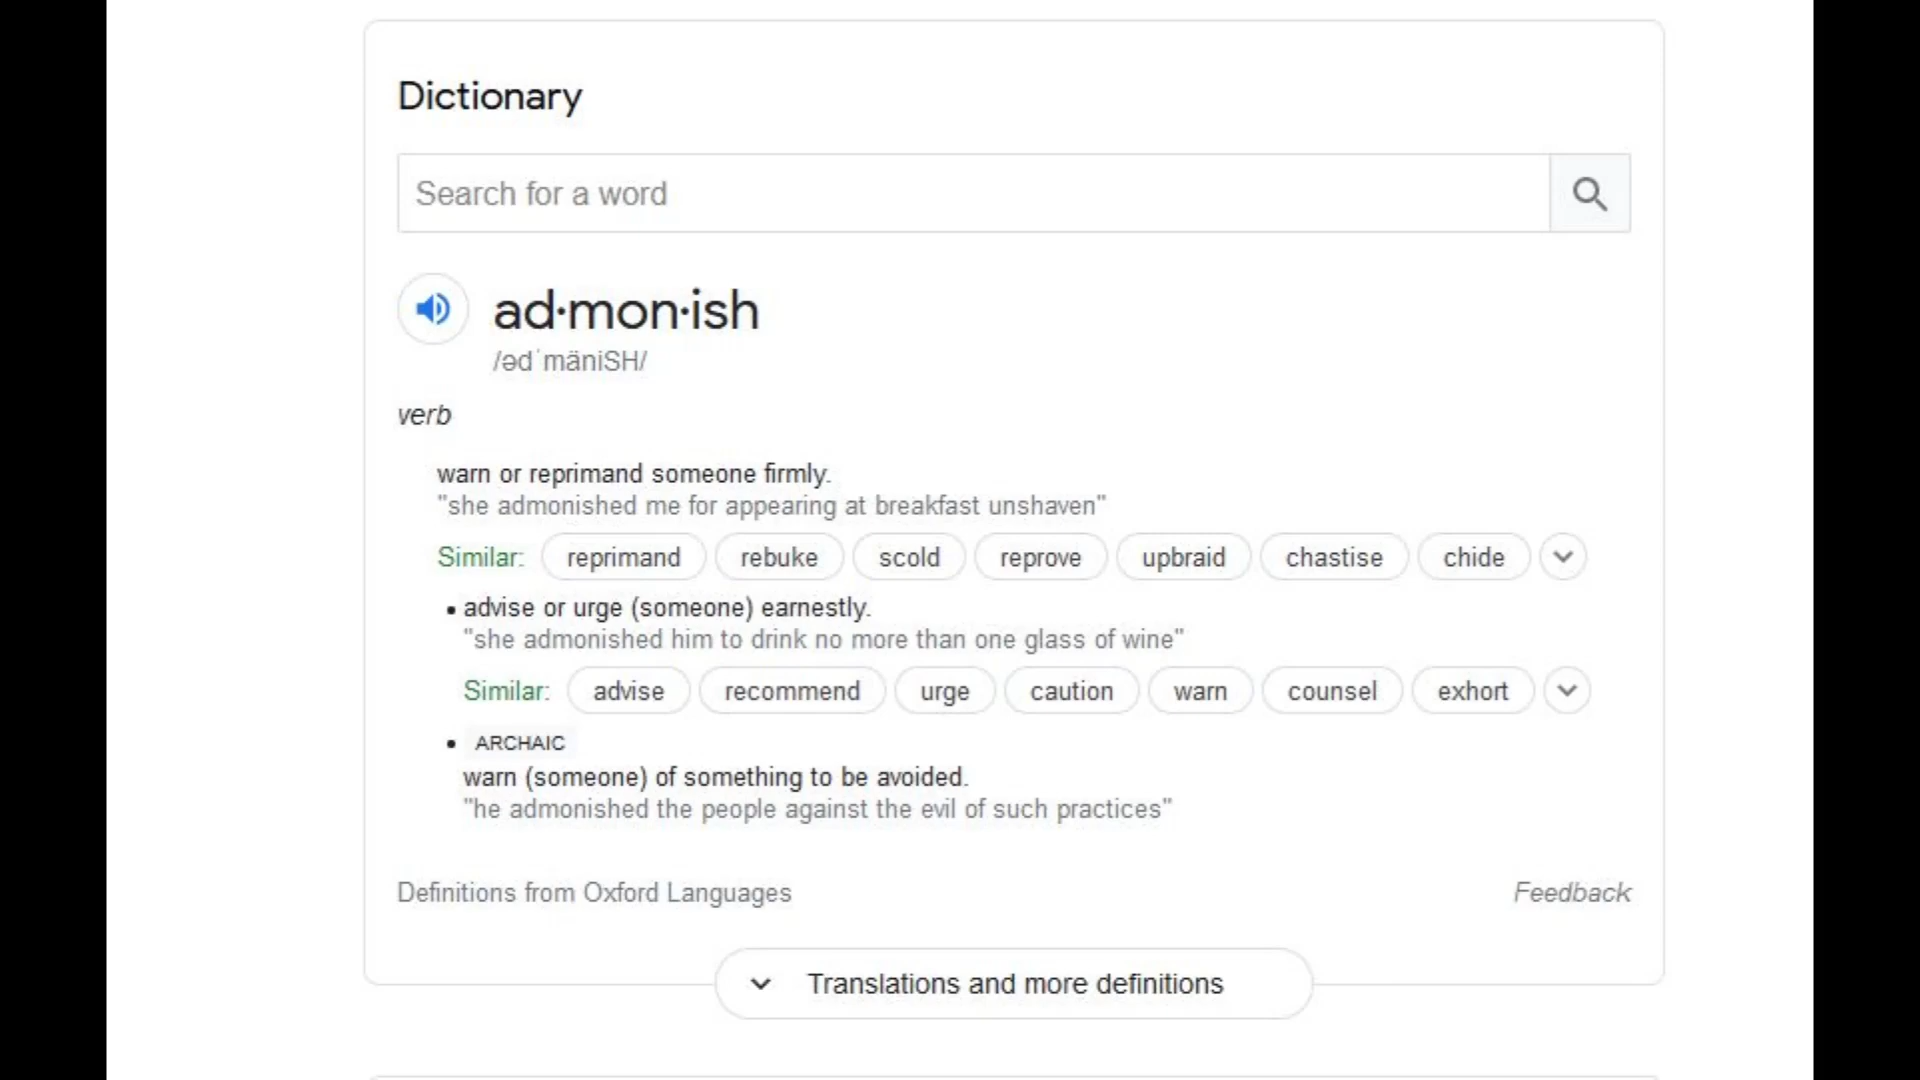 Dictionary
Search for a word
ad·mon·ish
/ədˈmäniSH/
verb
warn or reprimand someone firmly.
"she admonished me for appearing at breakfast unshaven"
Similar: reprimand rebuke scold reprove upbraid chastise chide
• advise or urge (someone) earnestly.
"she admonished him to drink no more than one glass of wine"
Similar: advise recommend urge caution warn counsel exhort
• ARCHAIC
warn (someone) of something to be avoided.
"he admonished the people against the evil of such practices"
Definitions from Oxford Languages Feedback
Translations and more definitions